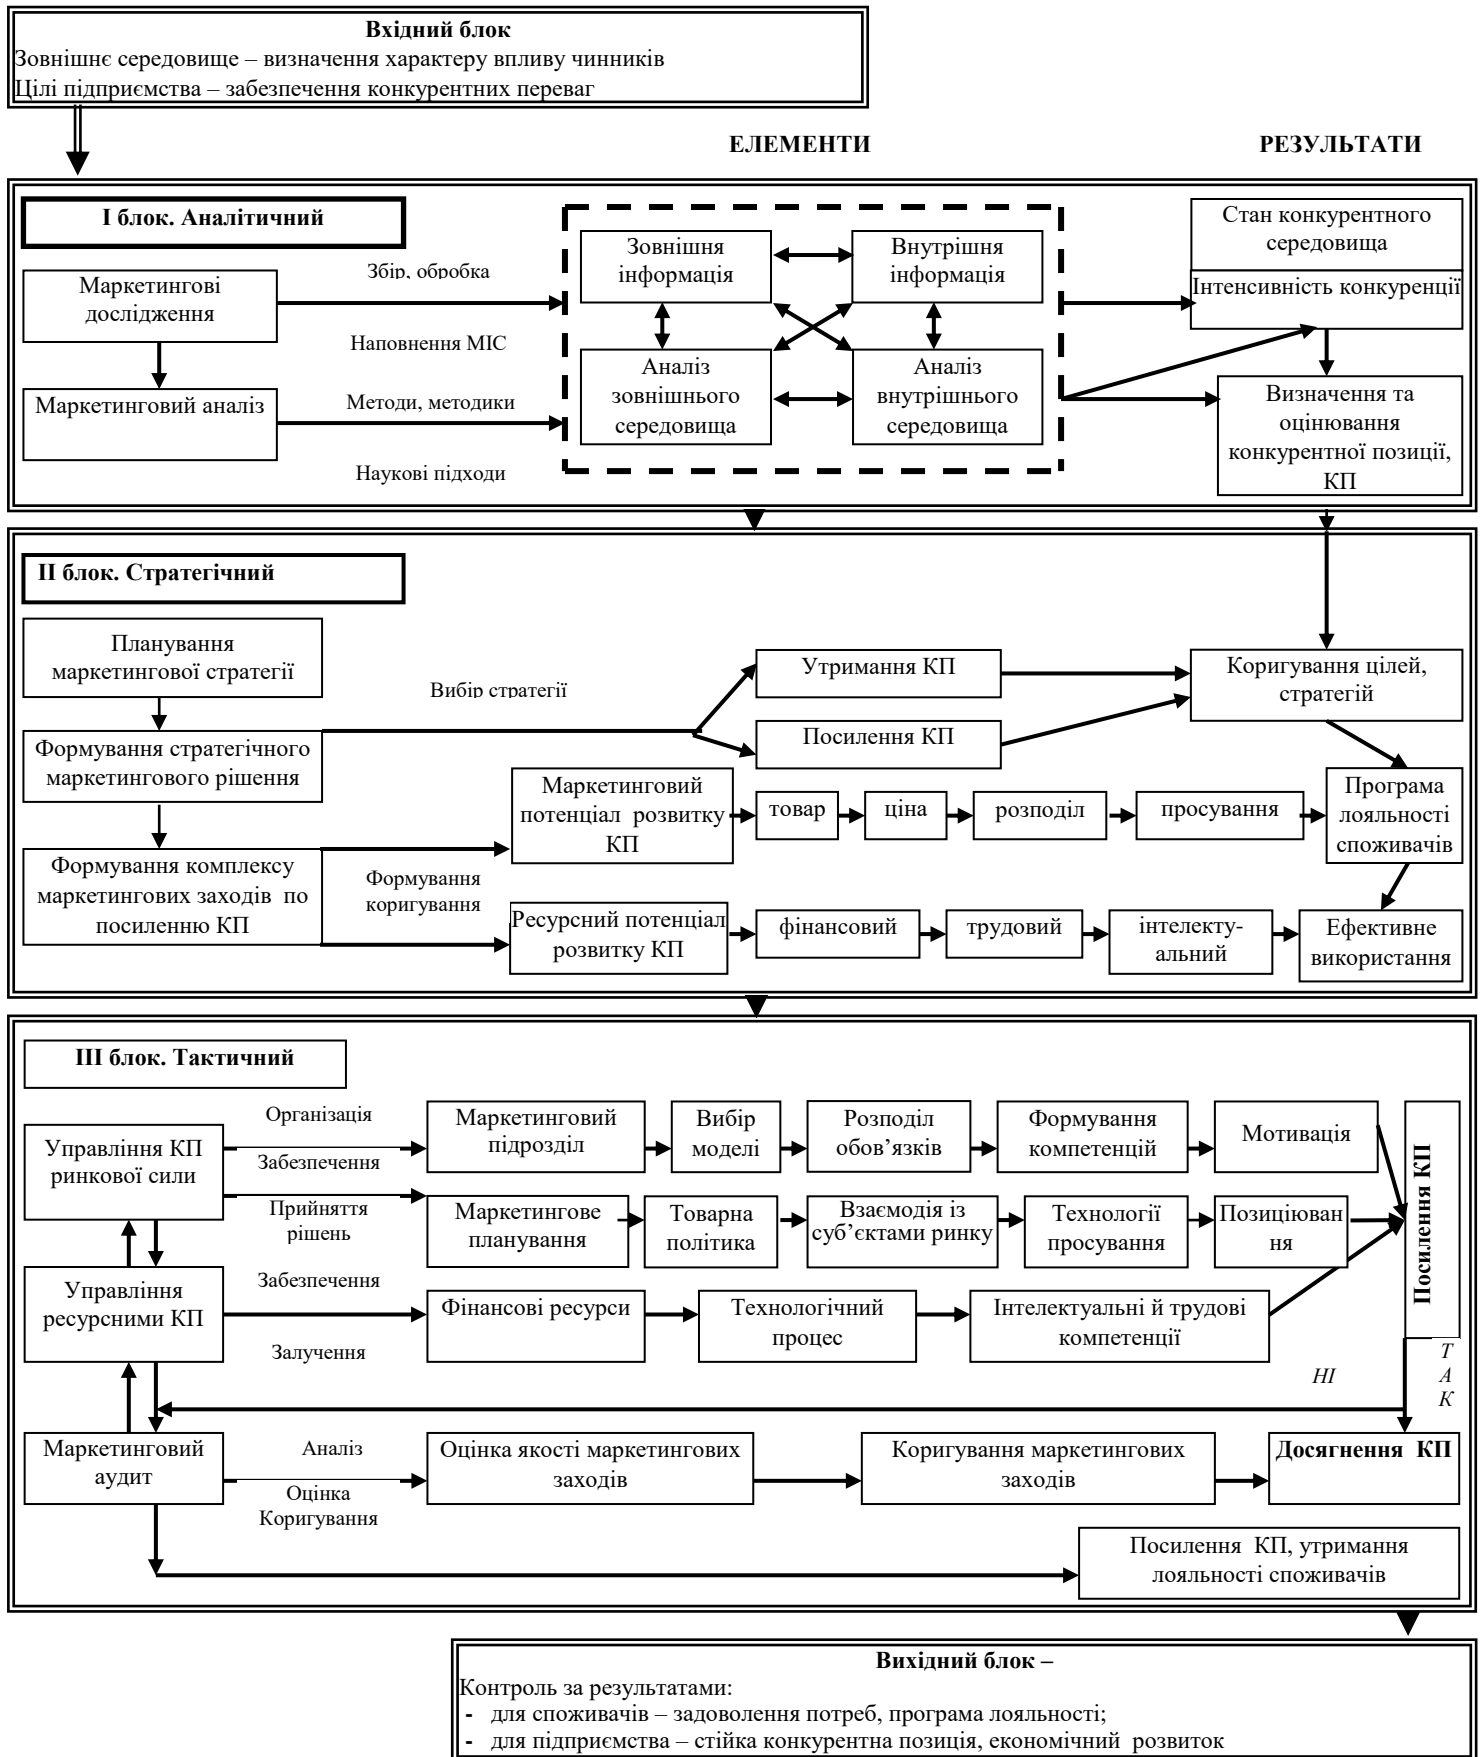 Вхідний блок
Зовнішнє середовище – визначення характеру впливу чинників
Цілі підприємства – забезпечення конкурентних переваг
ЕЛЕМЕНТИ
РЕЗУЛЬТАТИ
І блок. Аналітичний
Маркетингові
дослідження
Маркетинговий аналіз
Збір, обробка
Наповнення МІС
Методи, методики
Наукові підходи
Зовнішня
інформація
Внутрішня
інформація
Аналіз
зовнішнього
середовища
Аналіз
внутрішнього
середовища
Стан конкурентного
середовища
Інтенсивність конкуренції
Визначення та
оцінювання
конкурентної позиції,
КП
ІІ блок. Стратегічний
Планування
маркетингової стратегії
Формування стратегічного
маркетингового рішення
Формування комплексу
маркетингових заходів по
посиленню КП
Вибір стратегії
Утримання КП
Посилення КП
Коригування цілей,
стратегій
Маркетинговий
потенціал розвитку
КП
товар
ціна
розподіл
просування
Програма
лояльності
споживачів
Формування
коригування
Ресурсний потенціал
розвитку КП
фінансовий
трудовий
інтелекту-
альний
Ефективне
використання
ІІІ блок. Тактичний
Управління КП
ринкової сили
Організація
Забезпечення
Маркетинговий
підрозділ
Вибір
моделі
Розподіл
обов’язків
Формування
компетенцій
Мотивація
Посилення КП
Прийняття
рішень
Маркетингове
планування
Товарна
політика
Взаємодія із
суб’єктами ринку
Технології
просування
Позиціюван
ня
Управління
ресурсними КП
Забезпечення
Залучення
Фінансові ресурси
Технологічний
процес
Інтелектуальні й трудові
компетенції
НІ
Т
А
К
Маркетинговий
аудит
Аналіз
Оцінка
Коригування
Оцінка якості маркетингових
заходів
Коригування маркетингових
заходів
Досягнення КП
Посилення КП, утримання
лояльності споживачів
Вихідний блок –
Контроль за результатами:
- для споживачів – задоволення потреб, програма лояльності;
- для підприємства – стійка конкурентна позиція, економічний розвиток